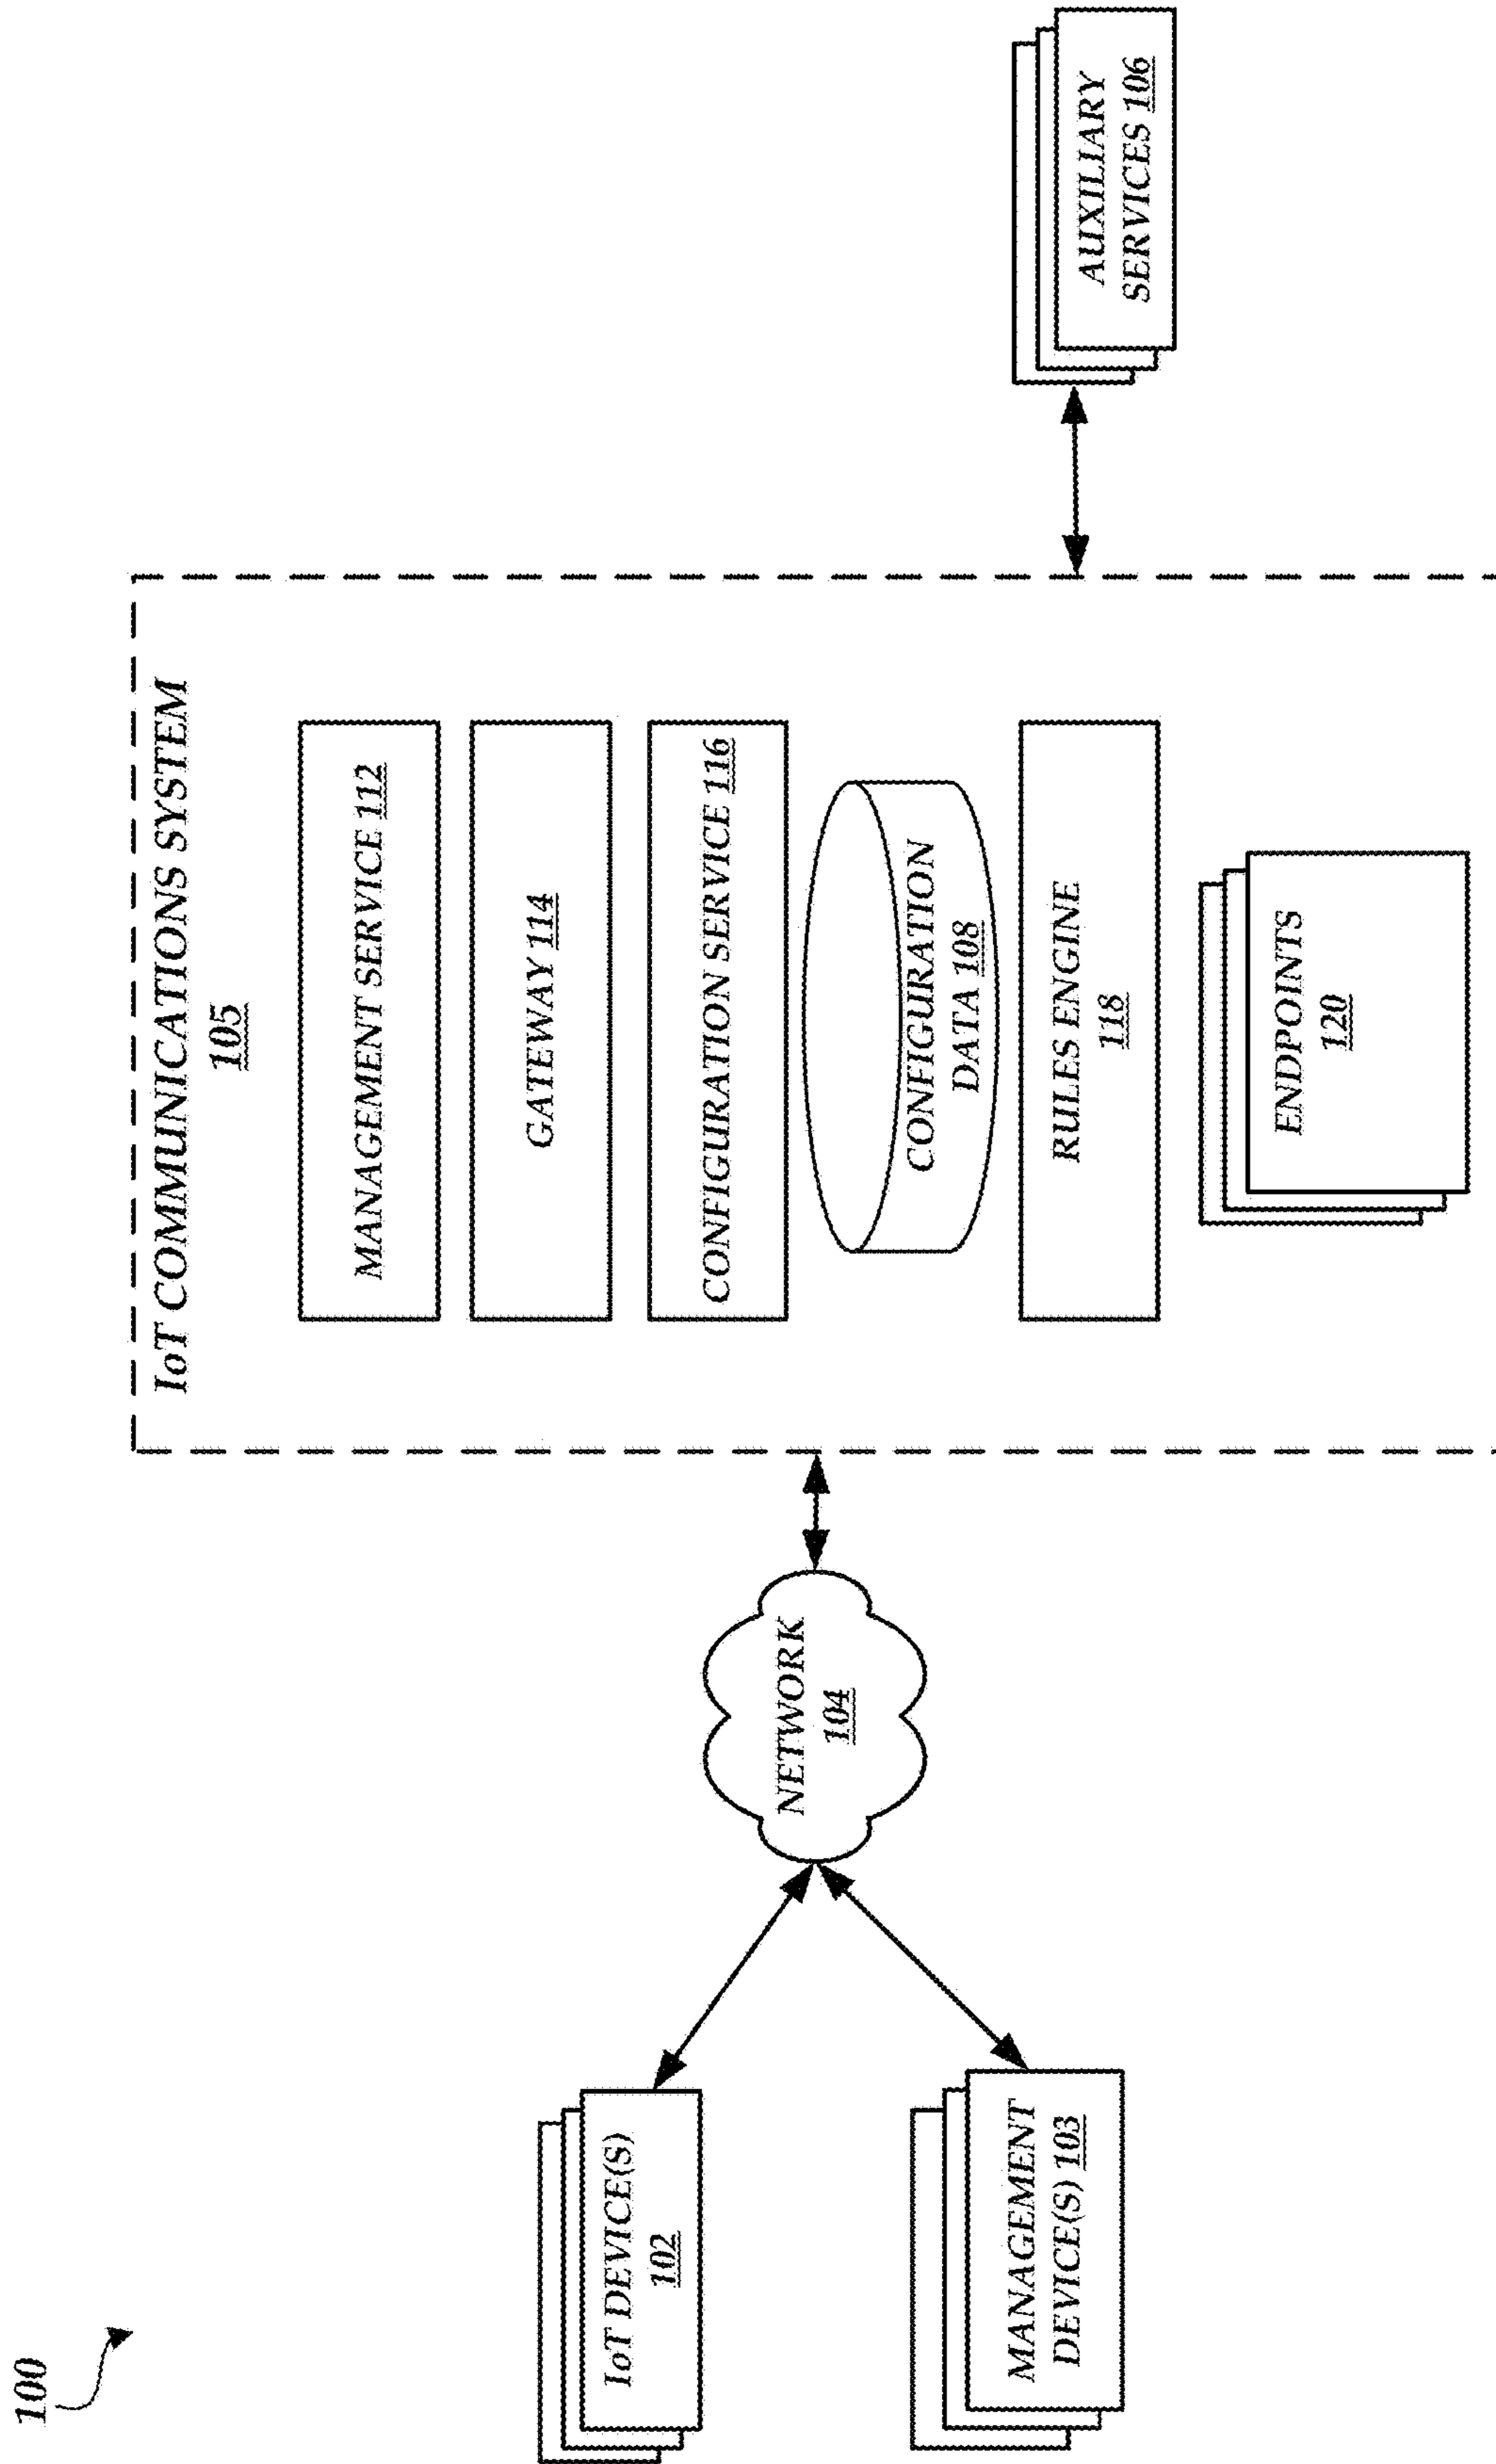 100
IoT DEVICE(S)
102
MANAGEMENT
DEVICE(S) 103
NETWORK
104
IoT COMMUNICATIONS SYSTEM
105
MANAGEMENT SERVICE 112
GATEWAY 114
CONFIGURATION SERVICE 116
CONFIGURATION
DATA 108
RULES ENGINE
118
ENDPOINTS
120
AUXILIARY
SERVICES 106